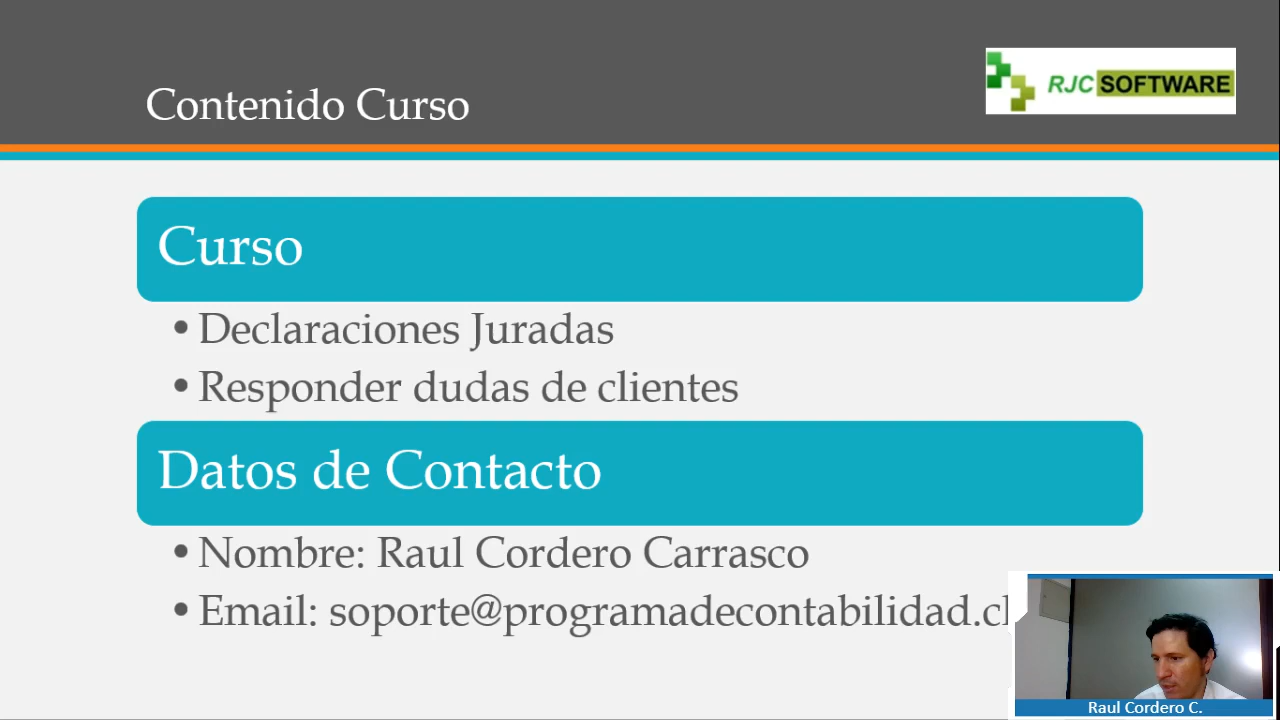 Contenido Curso
RJC SOFTWARE
Curso
• Declaraciones Juradas
• Responder dudas de clientes
Datos de Contacto
• Nombre: Raul Cordero Carrasco
• Email: soporte@programadecontabilidad.cl
Raul Cordero C.